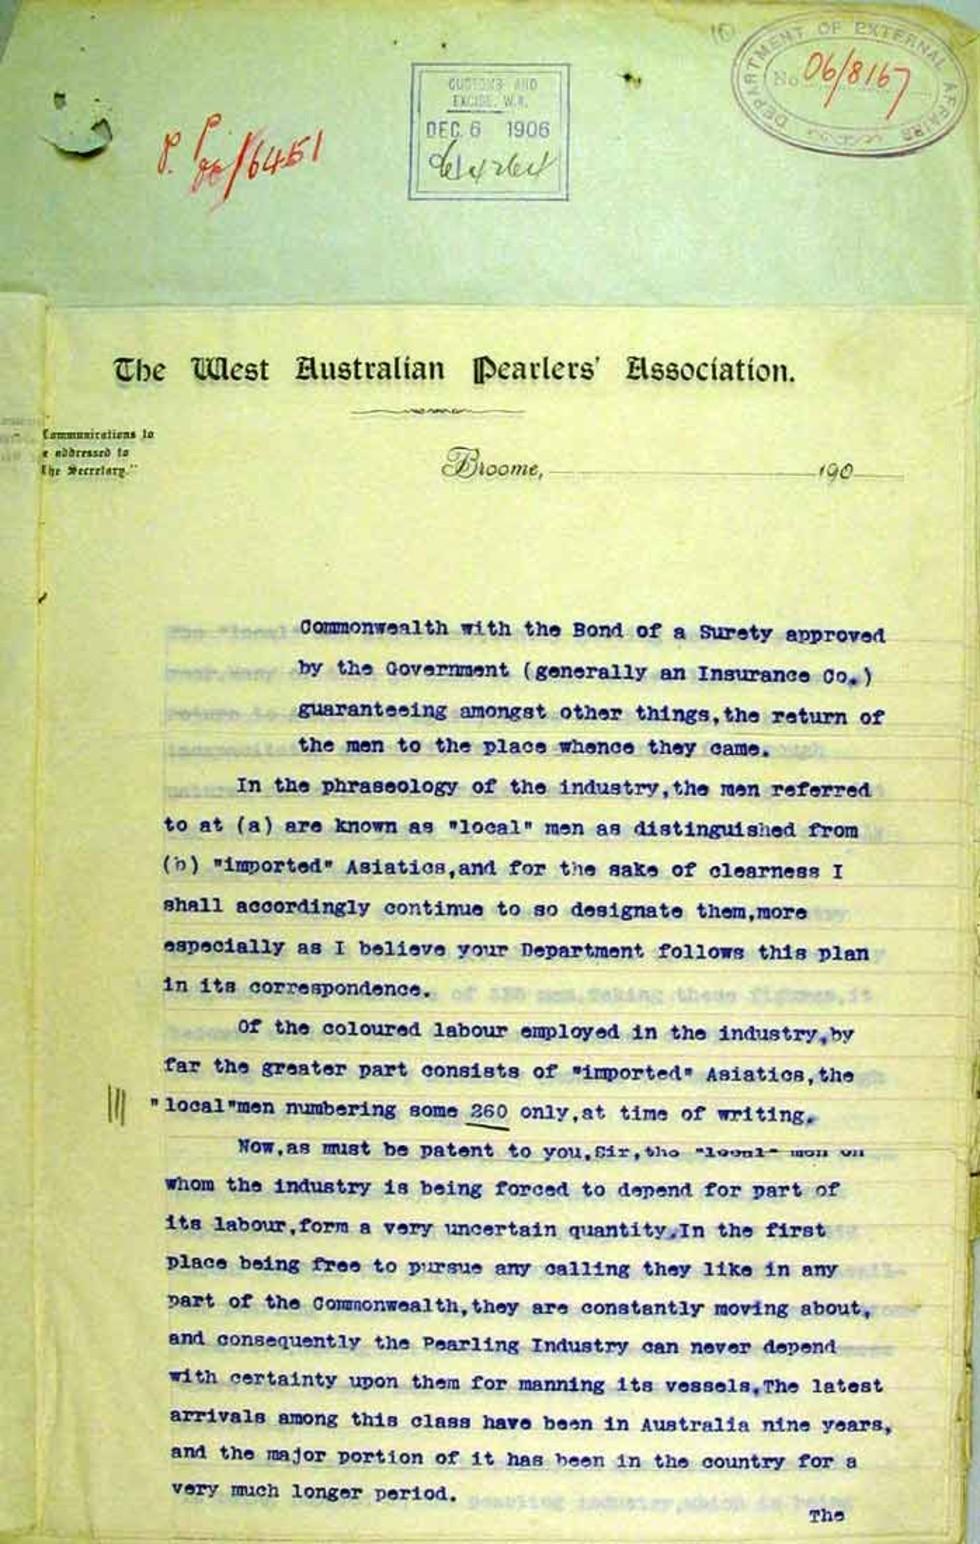 DEPARTMENT OF EXTERNAL AFFAIRS
No 06/8167
CUSTOMS AND
EXCISE, W.A.
DEC. 6 1906
The West Australian Pearlers' Association.
Communications to
e addressed to
the Secretary."
Broome, 190
Commonwealth with the Bond of a Surety approved
by the Government (generally an Insurance Co.)
guaranteeing amongst other things,the return of
the men to the place whence they came.
In the phraseology of the industry,the men referred
to at (a) are known as "local" men as distinguished from
(b) "imported" Asiatics,and for the sake of clearness I
shall accordingly continue to so designate them,more
especially as I believe your Department follows this plan
in its correspondence.
Of the coloured labour employed in the industry,by
far the greater part consists of "imported" Asiatics,the
"local"men numbering some 260 only,at time of writing.
Now,as must be patent to you,Sir,the "local" men on
whom the industry is being forced to depend for part of
its labour,form a very uncertain quantity.In the first
place being free to pursue any calling they like in any
part of the Commonwealth,they are constantly moving about,
and consequently the Pearling Industry can never depend
with certainty upon them for manning its vessels.The latest
arrivals among this class have been in Australia nine years,
and the major portion of it has been in the country for a
very much longer period.
The